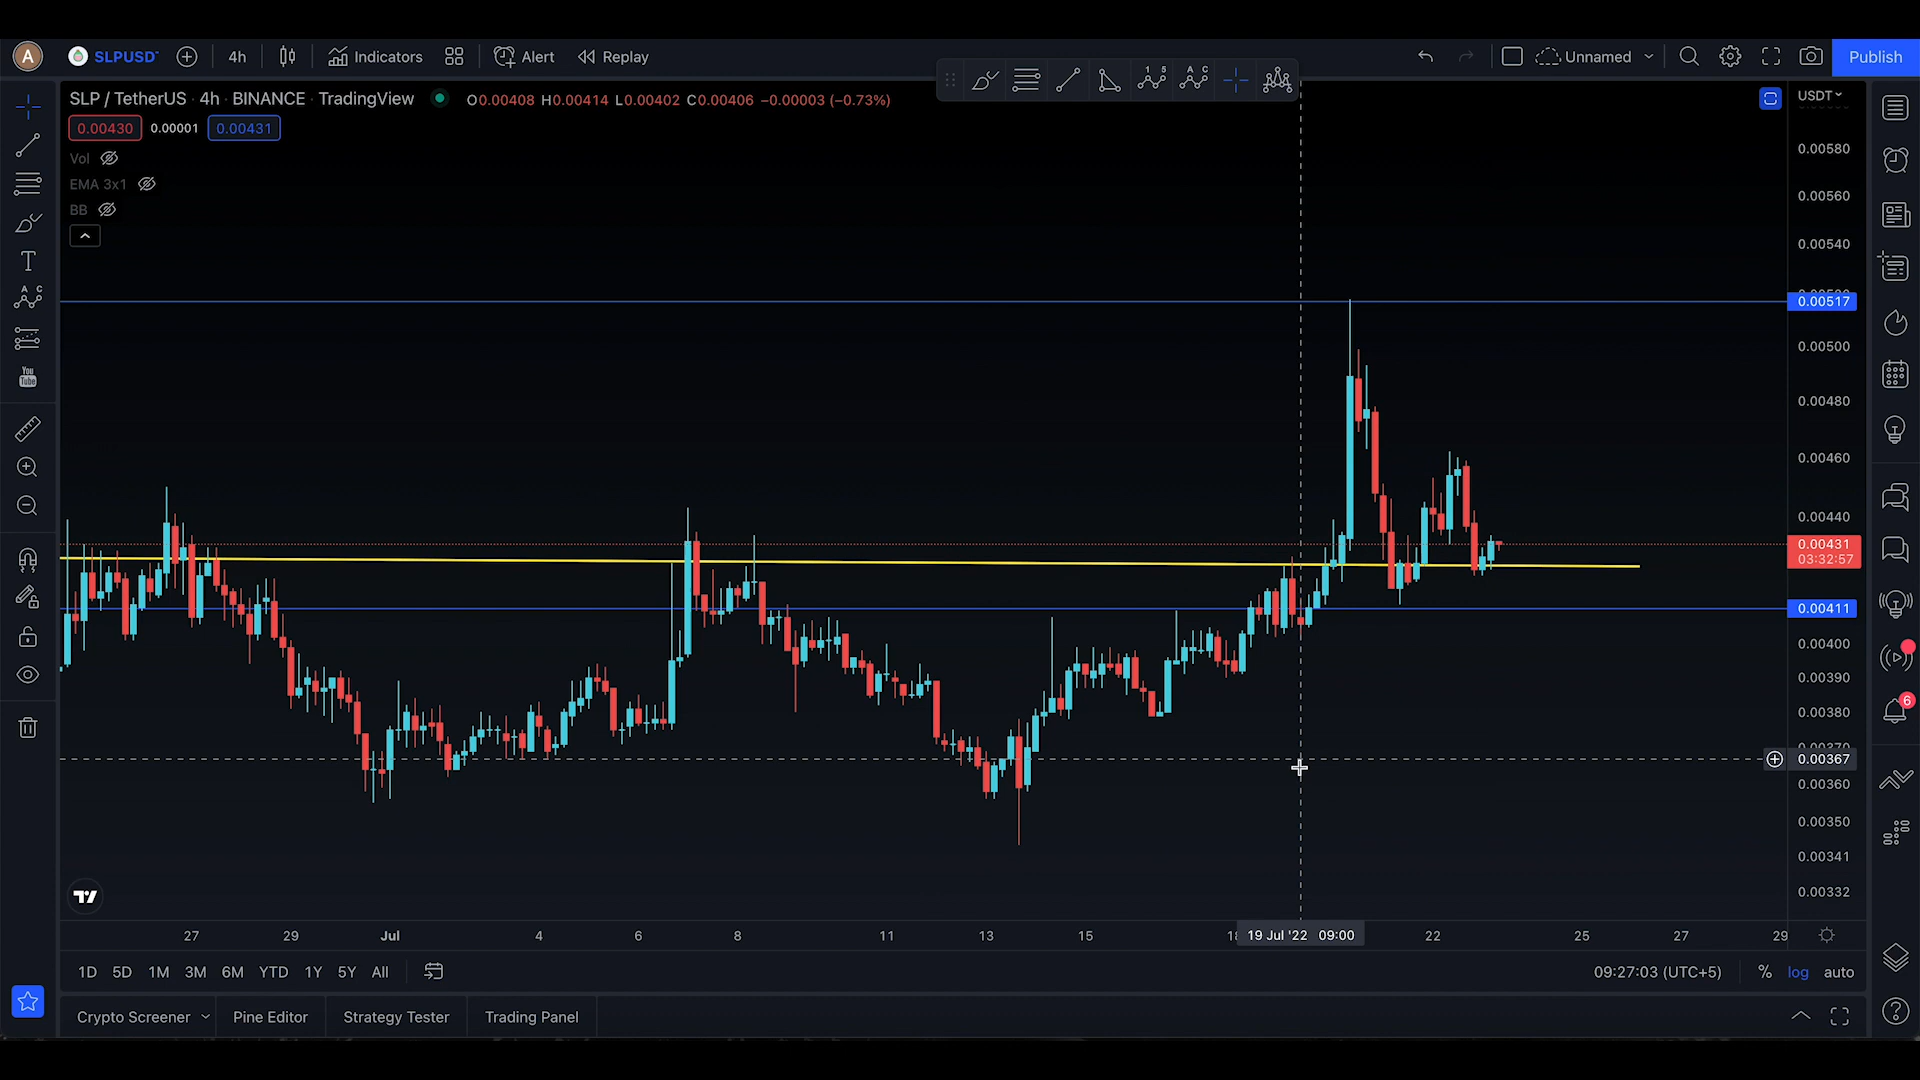 A SLPUSDT 4h Indicators Alert Replay Unnamed Publish
SLP / TetherUS · 4h · BINANCE · TradingView O0.00408 H0.00414 L0.00402 C0.00406 −0.00003 (−0.73%) USDT
0.00430 0.00001 0.00431
Vol
EMA 3x1
BB
0.00580
0.00560
0.00540
0.00517
0.00500
0.00480
0.00460
0.00440
0.00431
03:32:57
0.00411
0.00400
0.00390
0.00380
0.00370
0.00367
0.00360
0.00350
0.00341
0.00332
27 29 Jul 4 6 8 11 13 15 19 Jul '22 09:00 22 25 27 29
1D 5D 1M 3M 6M YTD 1Y 5Y All 09:27:03 (UTC+5) % log auto
Crypto Screener Pine Editor Strategy Tester Trading Panel
You
Tube
6